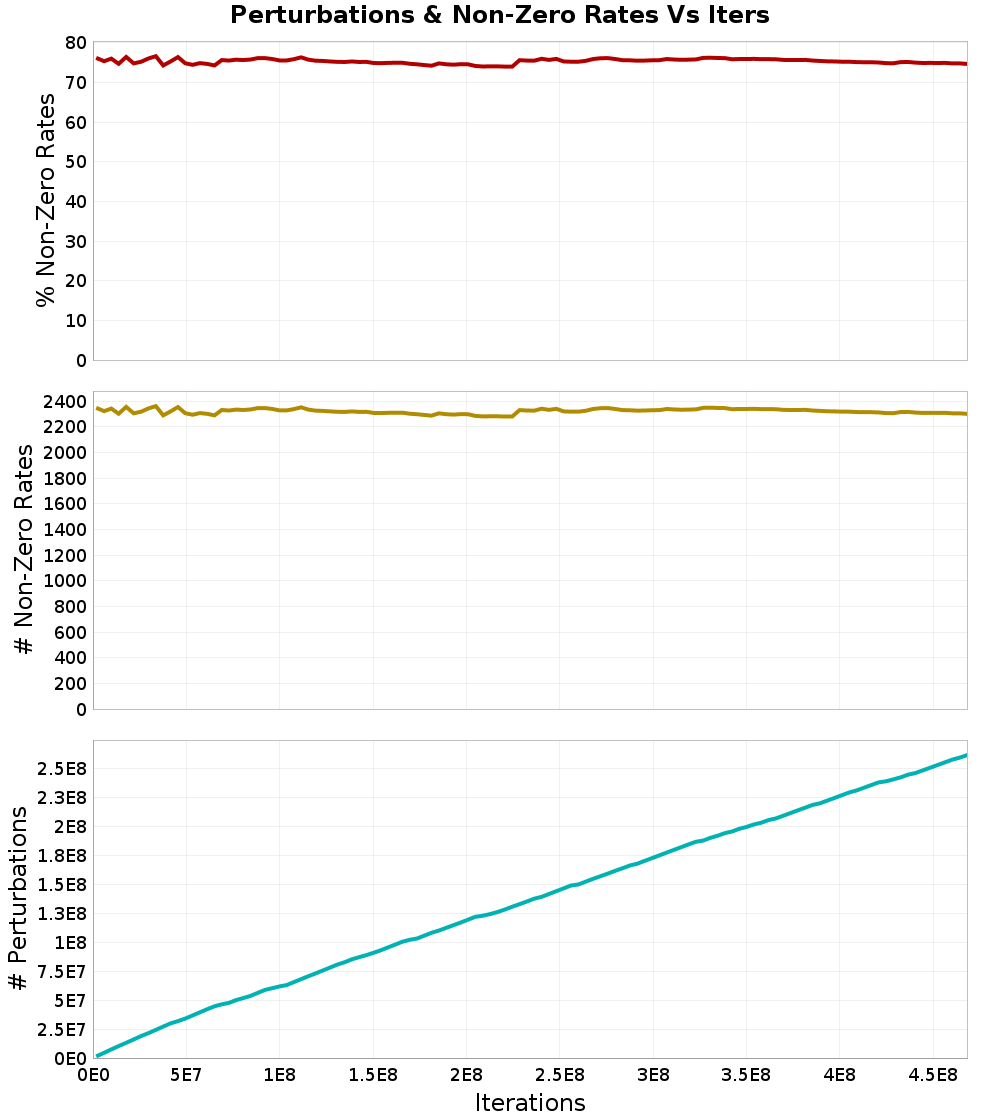 Perturbations & Non-Zero Rates Vs Iters
% Non-Zero Rates
80
70
60
50
40
30
20
10
0
# Non-Zero Rates
2400
2200
2000
1800
1600
1400
1200
1000
800
600
400
200
0
# Perturbations
2.5E8
2.3E8
2E8
1.8E8
1.5E8
1.3E8
1E8
7.5E7
5E7
2.5E7
0E0
0E0 5E7 1E8 1.5E8 2E8 2.5E8 3E8 3.5E8 4E8 4.5E8
Iterations